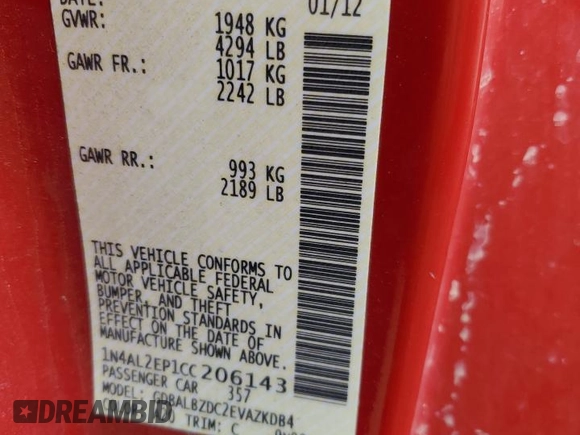 DATE: 01/12
GVWR: 1948 KG
4294 LB
GAWR FR.: 1017 KG
2242 LB
GAWR RR.: 993 KG
2189 LB
THIS VEHICLE CONFORMS TO
ALL APPLICABLE FEDERAL
MOTOR VEHICLE SAFETY,
BUMPER, AND THEFT
PREVENTION STANDARDS IN
EFFECT ON THE DATE OF
MANUFACTURE SHOWN ABOVE.
1N4AL2EP1CC206143
PASSENGER CAR 357
MODEL: GDBALBZDC2EVAZKDB4
TRIM: C
DREAMBID